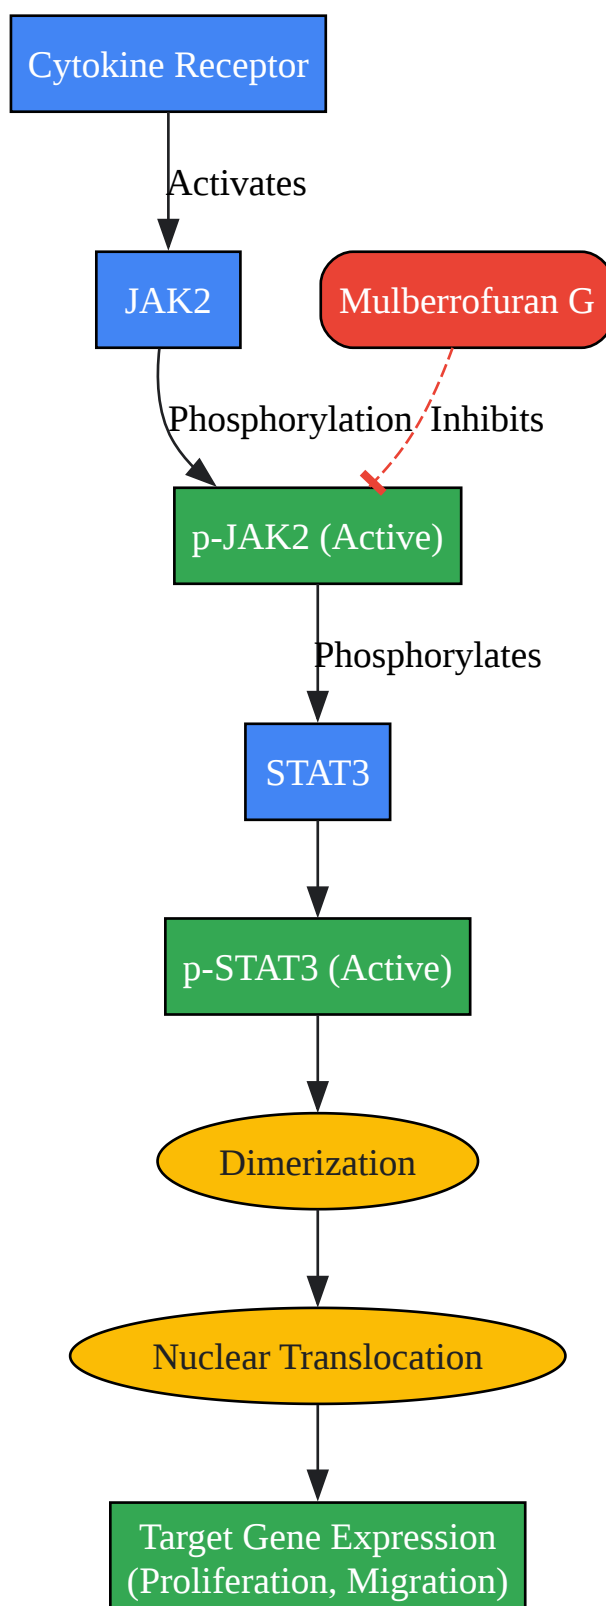 Cytokine Receptor
Activates
JAK2
Mulberrofuran G
Phosphorylation
Inhibits
p-JAK2 (Active)
Phosphorylates
STAT3
p-STAT3 (Active)
Dimerization
Nuclear Translocation
Target Gene Expression
(Proliferation, Migration)